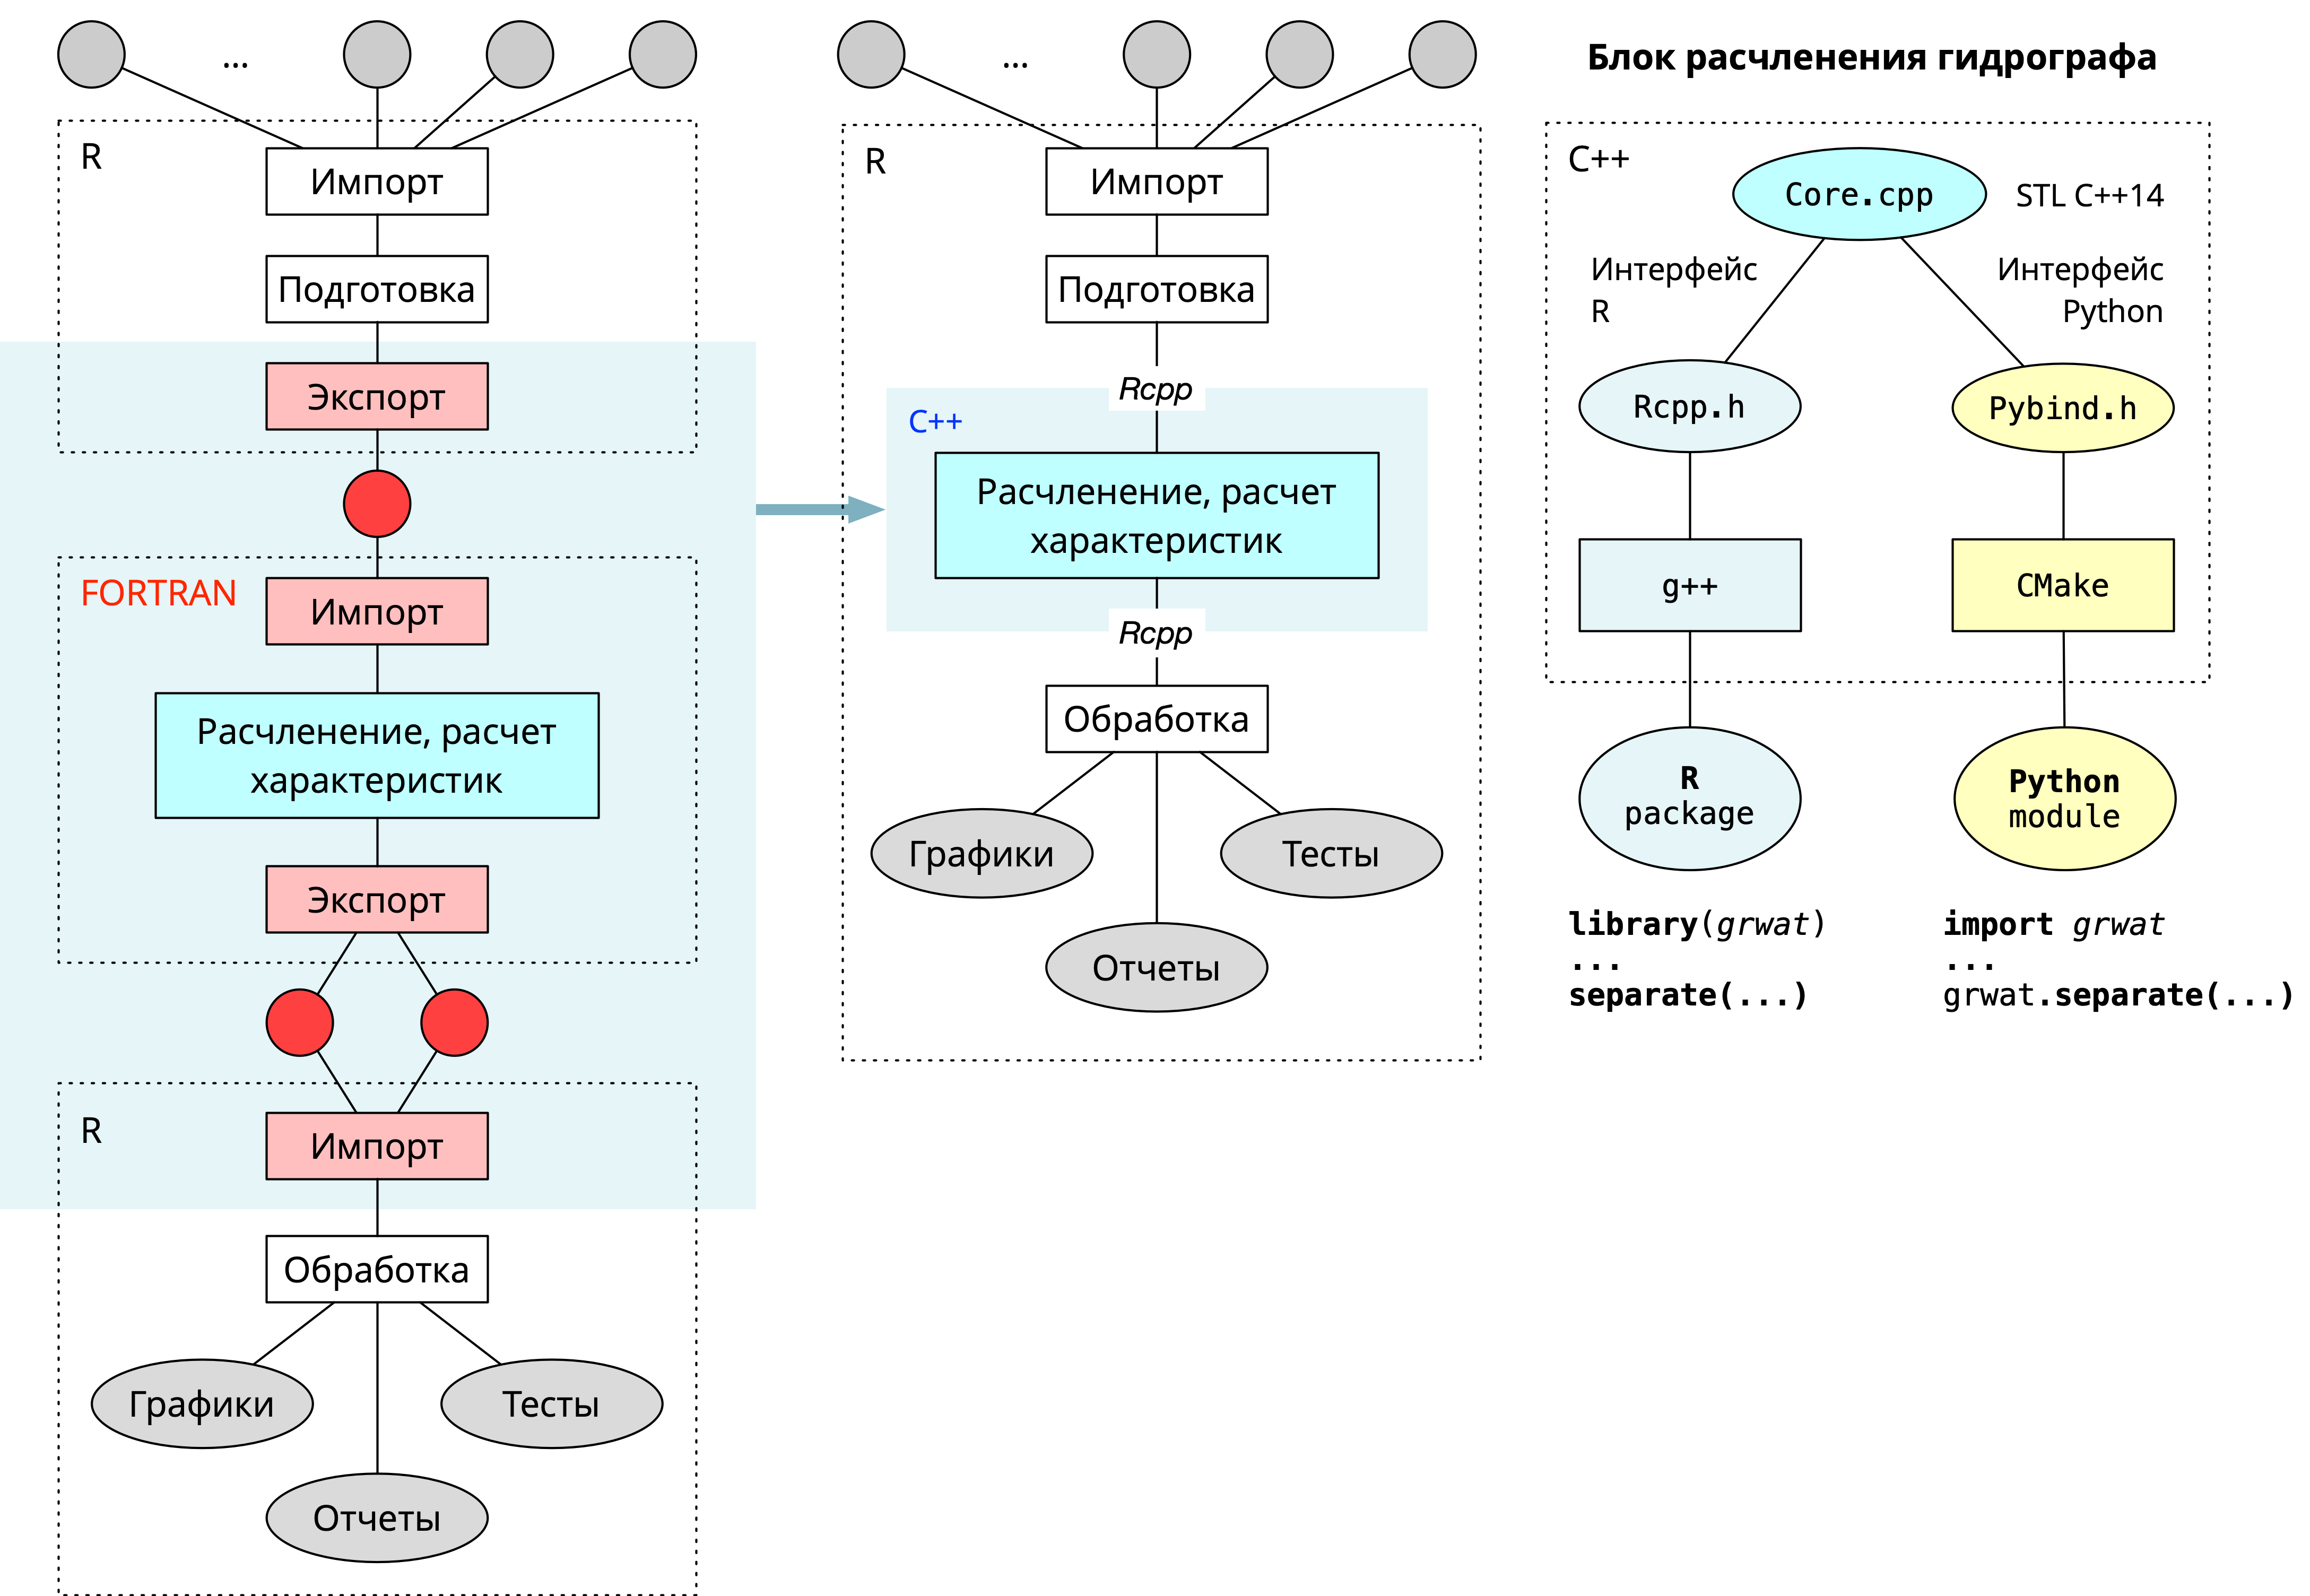 ...
R
Импорт
Подготовка
Экспорт
FORTRAN
Импорт
Расчленение, расчет
характеристик
Экспорт
R
Импорт
Обработка
Графики
Тесты
Отчеты
...
R
Импорт
Подготовка
Rcpp
C++
Расчленение, расчет
характеристик
Rcpp
Обработка
Графики
Тесты
Отчеты
Блок расчленения гидрографа
C++
Core.cpp
STL C++14
Интерфейс
R
Интерфейс
Python
Rcpp.h
Pybind.h
g++
CMake
R
package
Python
module
library(grwat)
...
separate(...)
import grwat
...
grwat.separate(...)